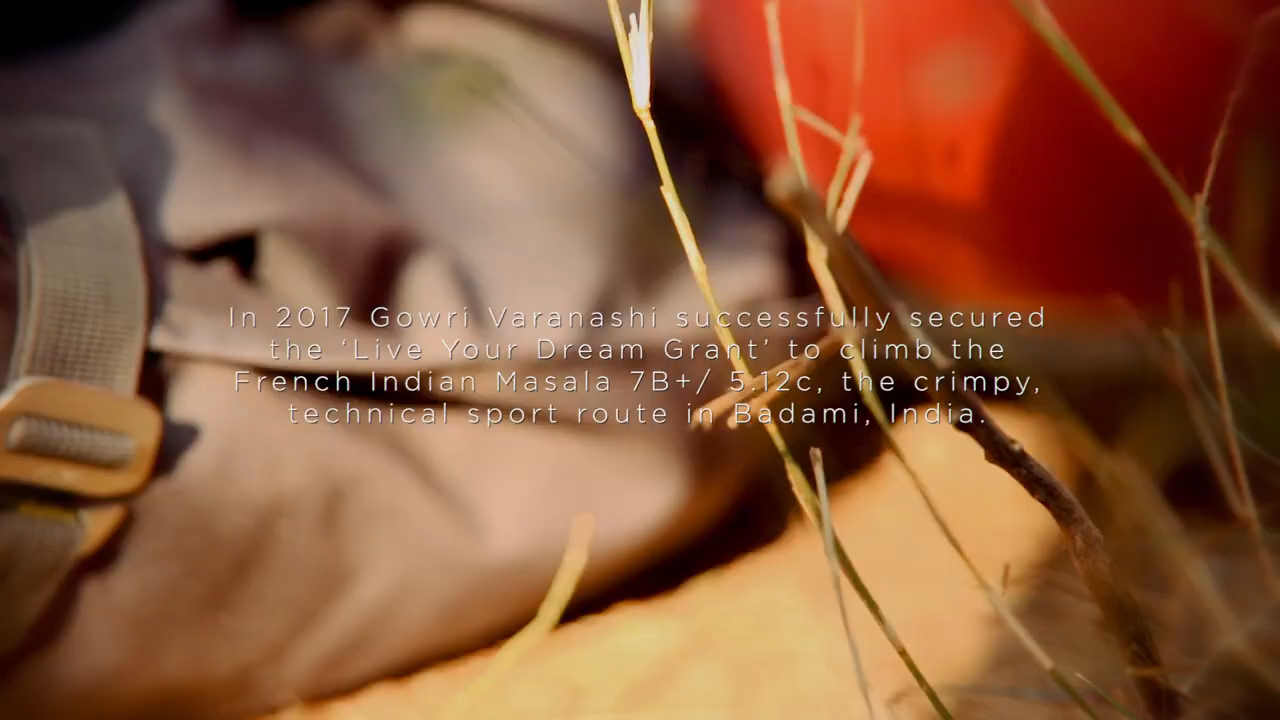 In 2017 Gowri Varanashi successfully secured
the ‘Live Your Dream Grant’ to climb the
French Indian Masala 7B+/ 5.12c, the crimpy,
technical sport route in Badami, India.